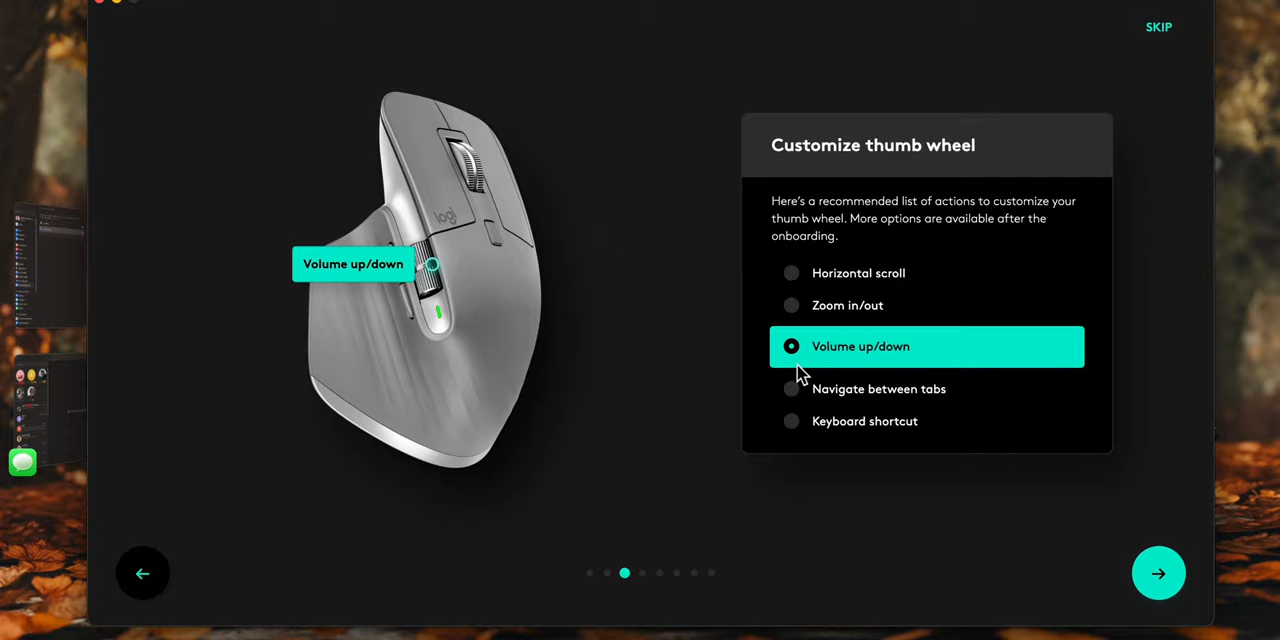 SKIP
Customize thumb wheel
Here's a recommended list of actions to customize your
thumb wheel. More options are available after the
onboarding.
Horizontal scroll
Zoom in/out
Volume up/down
Navigate between tabs
Keyboard shortcut
logi
Volume up/down